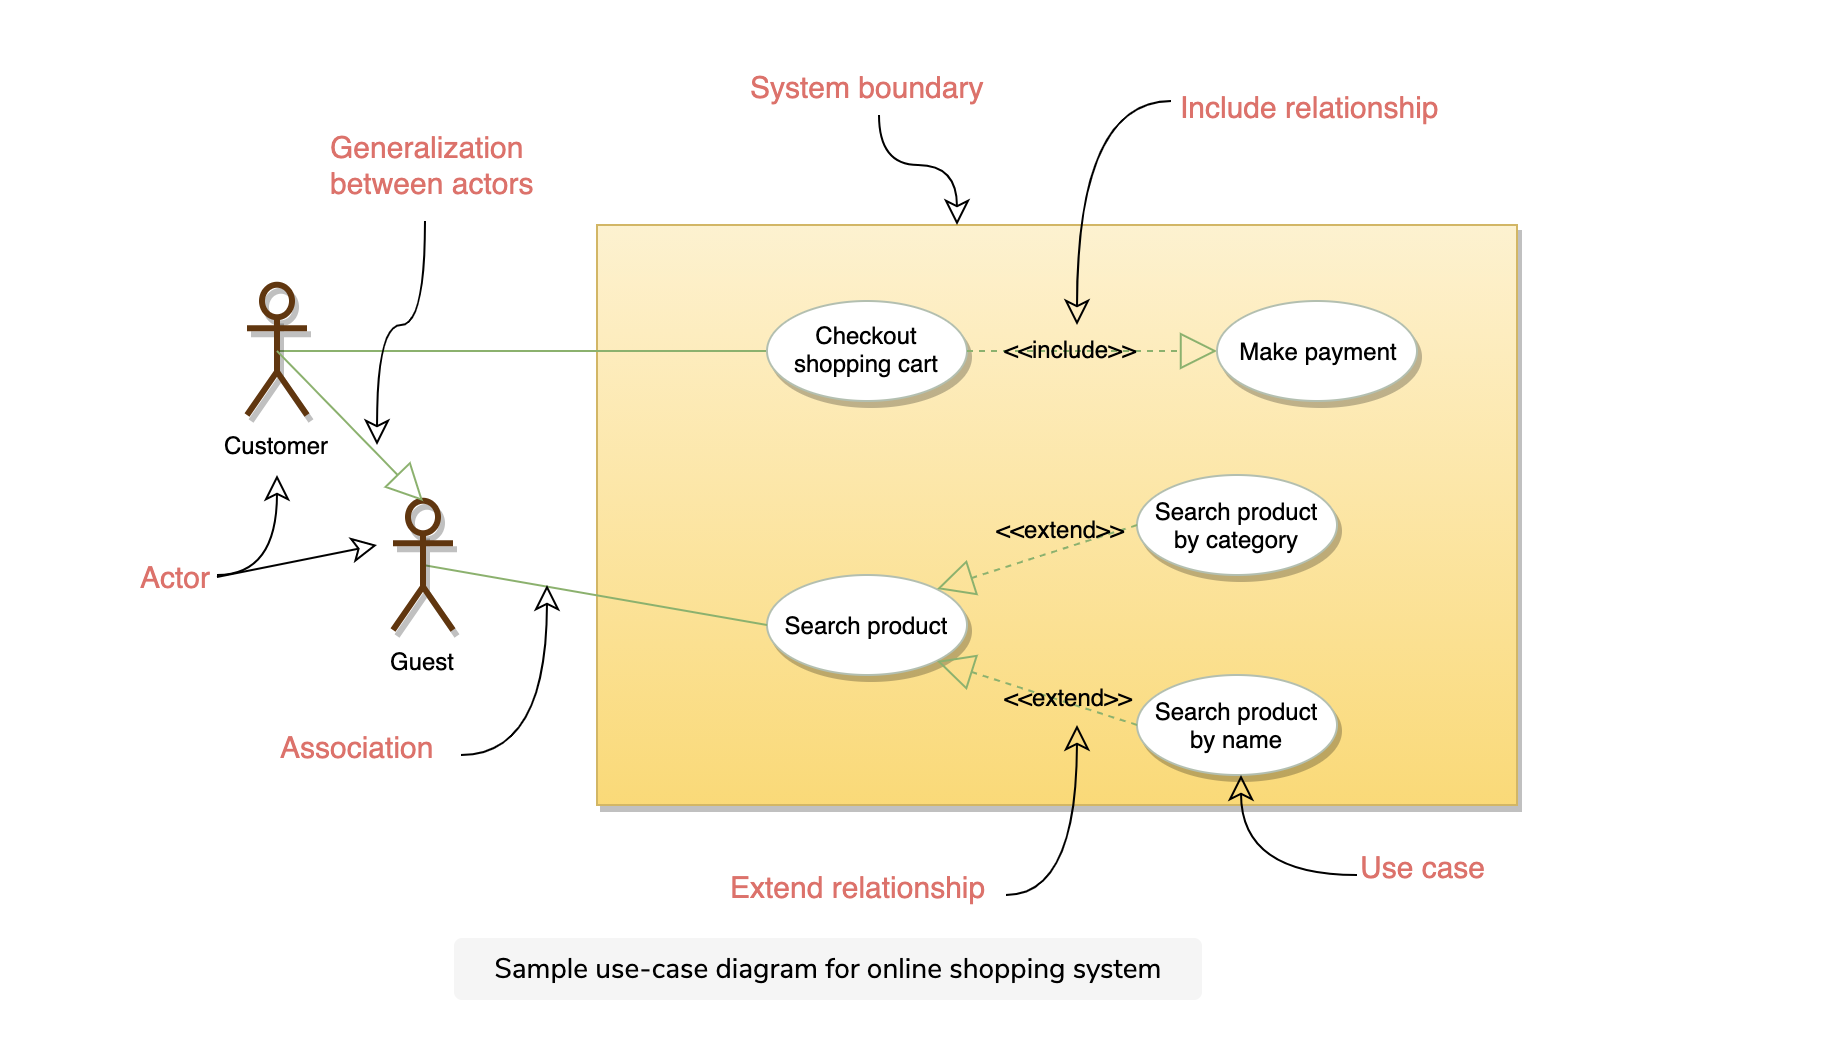 System boundary
Include relationship
Generalization
between actors
Checkout
shopping cart
<<include>>
Make payment
Customer
Search product
by category
<<extend>>
Actor
Search product
Guest
<<extend>>
Search product
by name
Association
Use case
Extend relationship
Sample use-case diagram for online shopping system